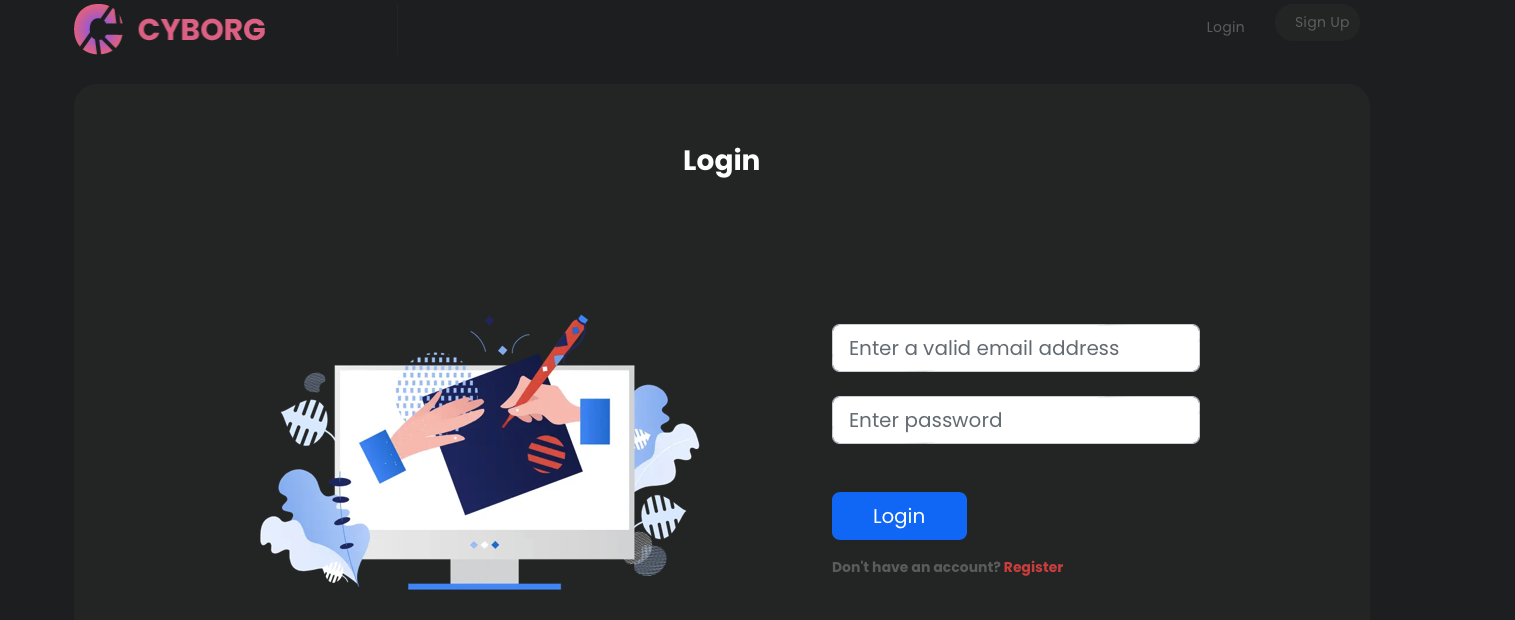 CYBORG
Login
Sign Up
Login
Enter a valid email address
Enter password
Login
Don't have an account? Register